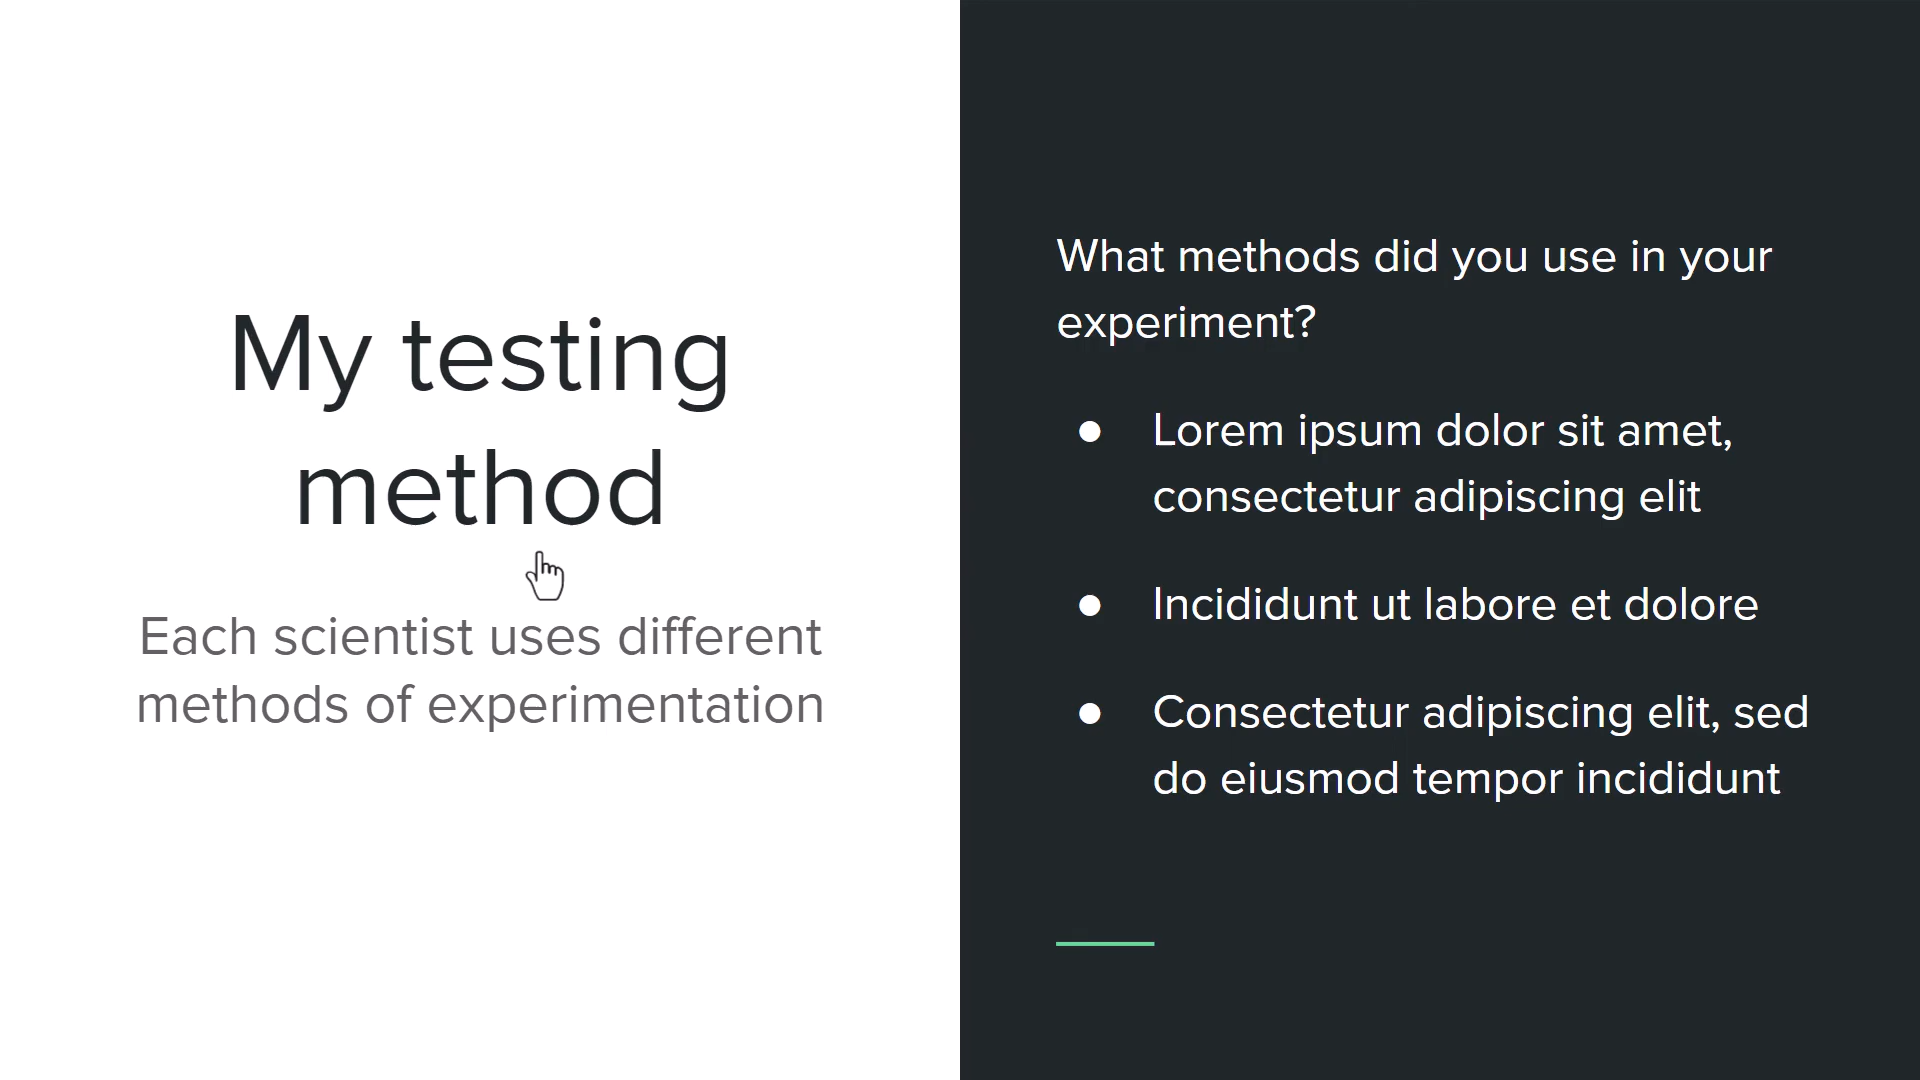 My testing
method
Each scientist uses different
methods of experimentation
What methods did you use in your
experiment?
● Lorem ipsum dolor sit amet,
consectetur adipiscing elit
● Incididunt ut labore et dolore
● Consectetur adipiscing elit, sed
do eiusmod tempor incididunt